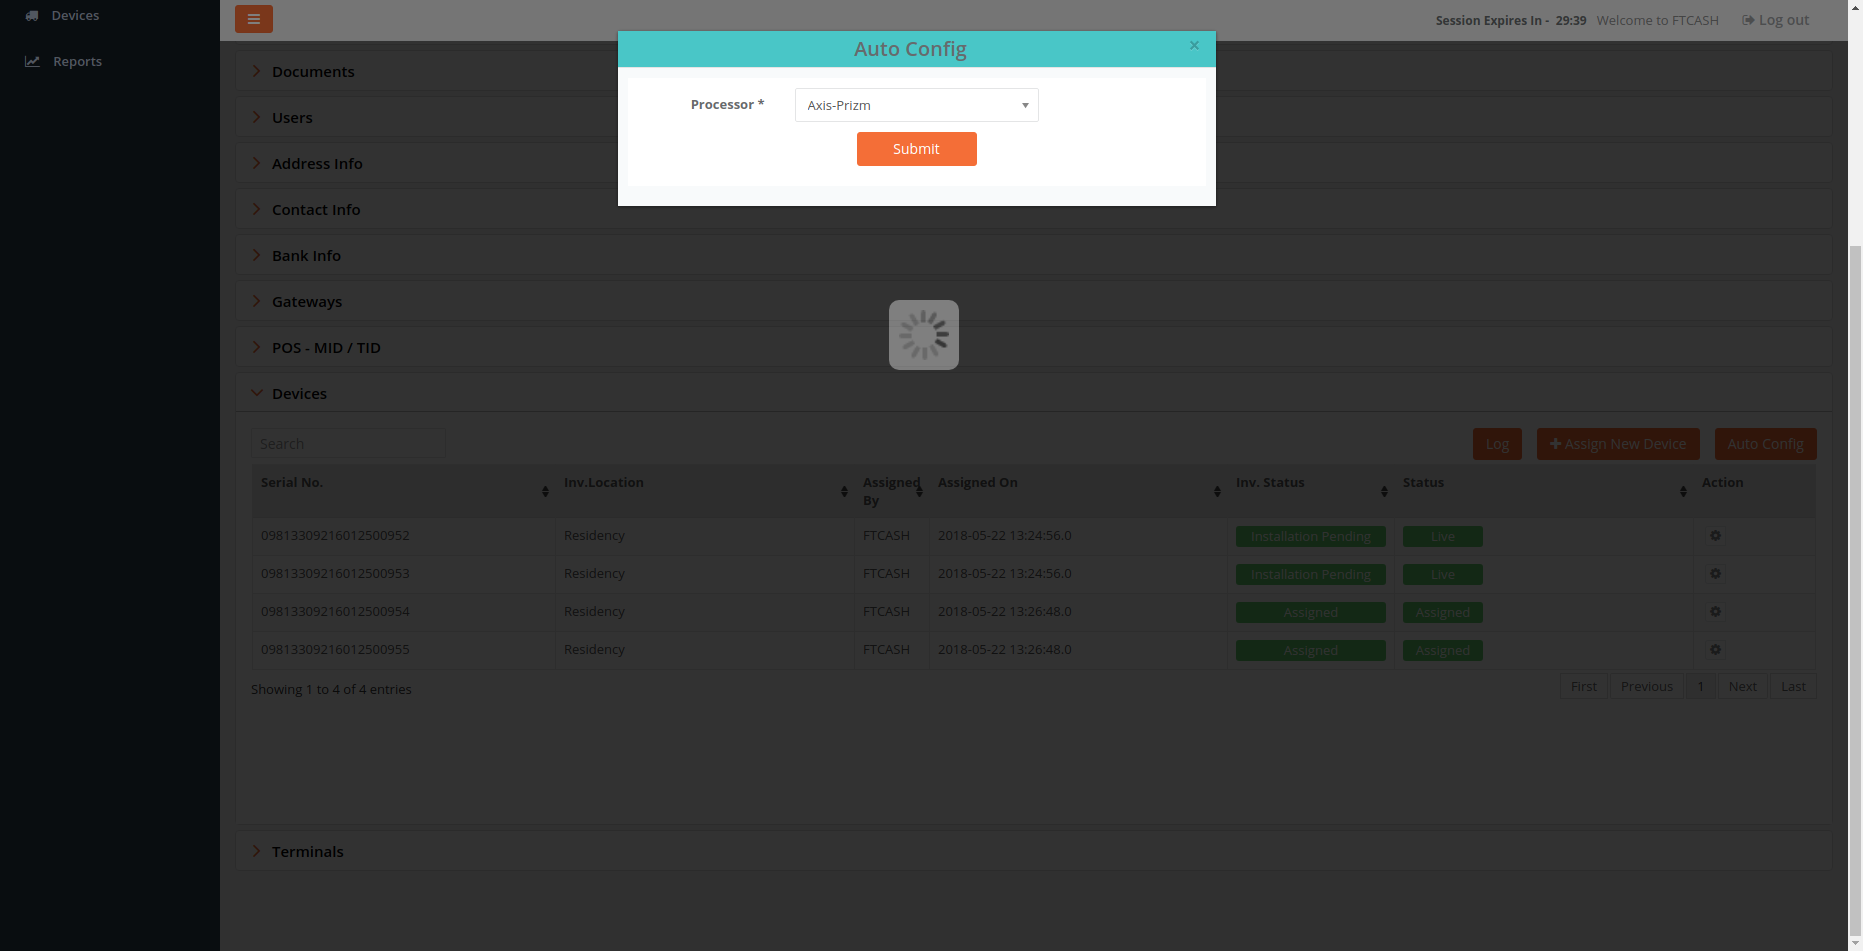 Devices
Session Expires In - 29:39 Welcome to FTCASH Log out
Reports
Auto Config
×
Processor *
Axis-Prizm
Submit
Documents
Users
Address Info
Contact Info
Bank Info
Gateways
POS - MID / TID
Devices
Search
Log
Assign New Device
Auto Config
Serial No. Inv.Location Assigned By Assigned On Inv. Status Status Action
09813309216012500952 Residency FTCASH 2018-05-22 13:24:56.0 Installation Pending Live
09813309216012500953 Residency FTCASH 2018-05-22 13:24:56.0 Installation Pending Live
09813309216012500954 Residency FTCASH 2018-05-22 13:26:48.0 Assigned Assigned
09813309216012500955 Residency FTCASH 2018-05-22 13:26:48.0 Assigned Assigned
Showing 1 to 4 of 4 entries
First Previous 1 Next Last
Terminals